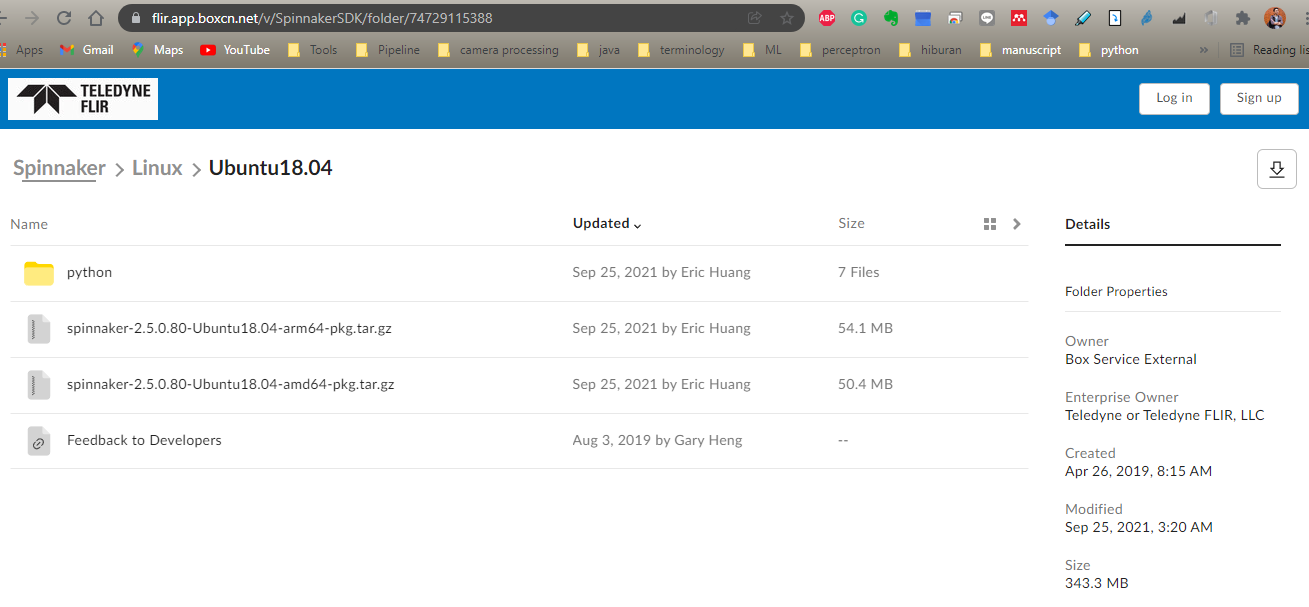 flir.app.boxcn.net/v/SpinnakerSDK/folder/74729115388
ABP
Apps Gmail Maps YouTube Tools Pipeline camera processing java terminology ML perceptron hiburan manuscript python » Reading lis
TELEDYNE
FLIR
Log in Sign up
Spinnaker > Linux > Ubuntu18.04
Name Updated Size
python Sep 25, 2021 by Eric Huang 7 Files
spinnaker-2.5.0.80-Ubuntu18.04-arm64-pkg.tar.gz Sep 25, 2021 by Eric Huang 54.1 MB
spinnaker-2.5.0.80-Ubuntu18.04-amd64-pkg.tar.gz Sep 25, 2021 by Eric Huang 50.4 MB
Feedback to Developers Aug 3, 2019 by Gary Heng --
Details
Folder Properties
Owner
Box Service External
Enterprise Owner
Teledyne or Teledyne FLIR, LLC
Created
Apr 26, 2019, 8:15 AM
Modified
Sep 25, 2021, 3:20 AM
Size
343.3 MB